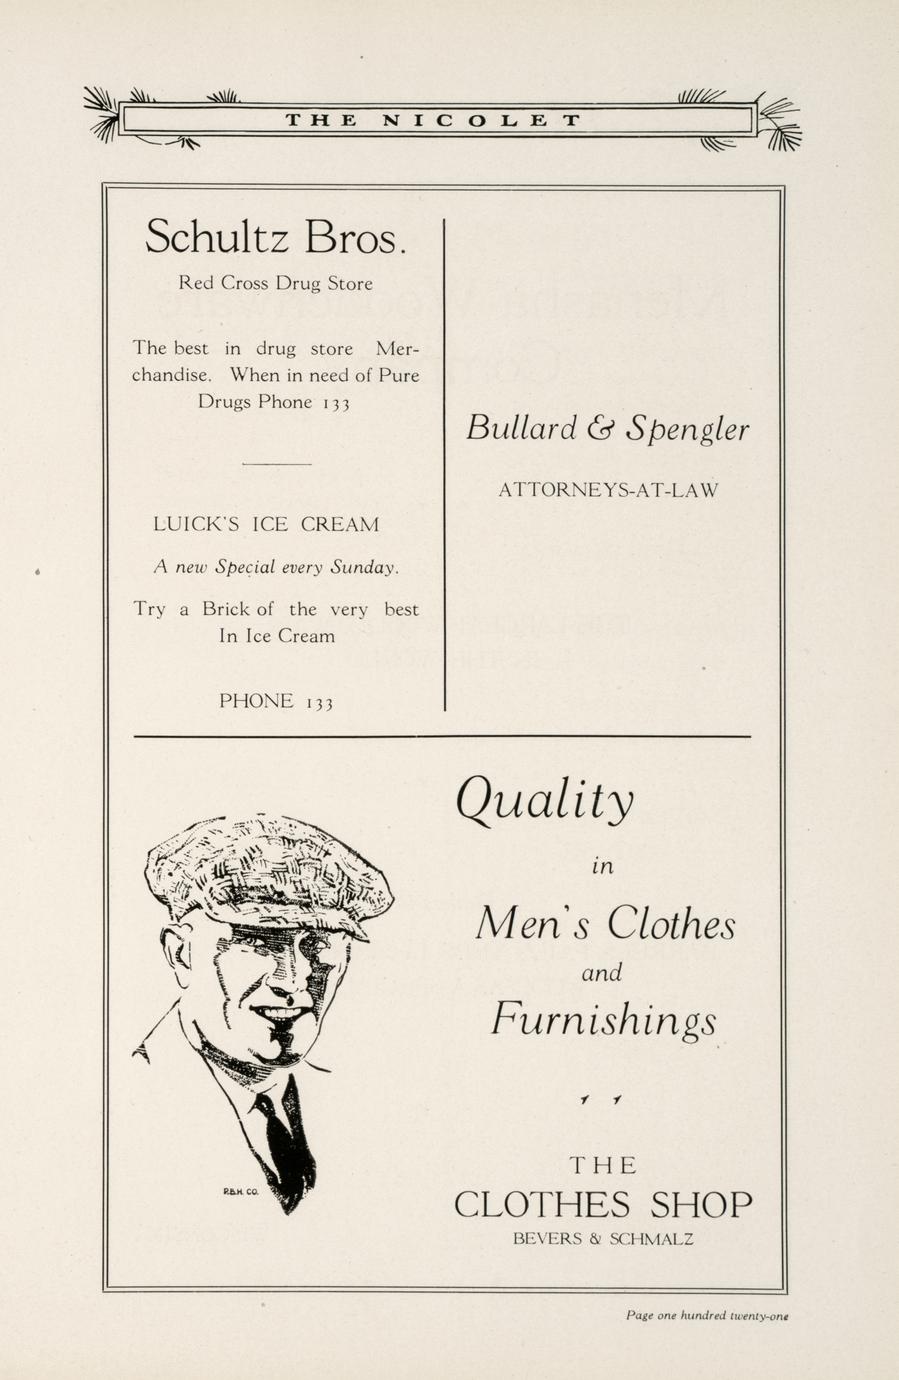 THE NICOLET
Schultz Bros.
Red Cross Drug Store
The best in drug store Mer-
chandise. When in need of Pure
Drugs Phone 133
LUICK'S ICE CREAM
A new Special every Sunday.
Try a Brick of the very best
In Ice Cream
PHONE 133
Bullard & Spengler
ATTORNEYS-AT-LAW
Quality
in
Men's Clothes
and
Furnishings
THE
CLOTHES SHOP
BEVERS & SCHMALZ
P.B.H. CO.
Page one hundred twenty-one